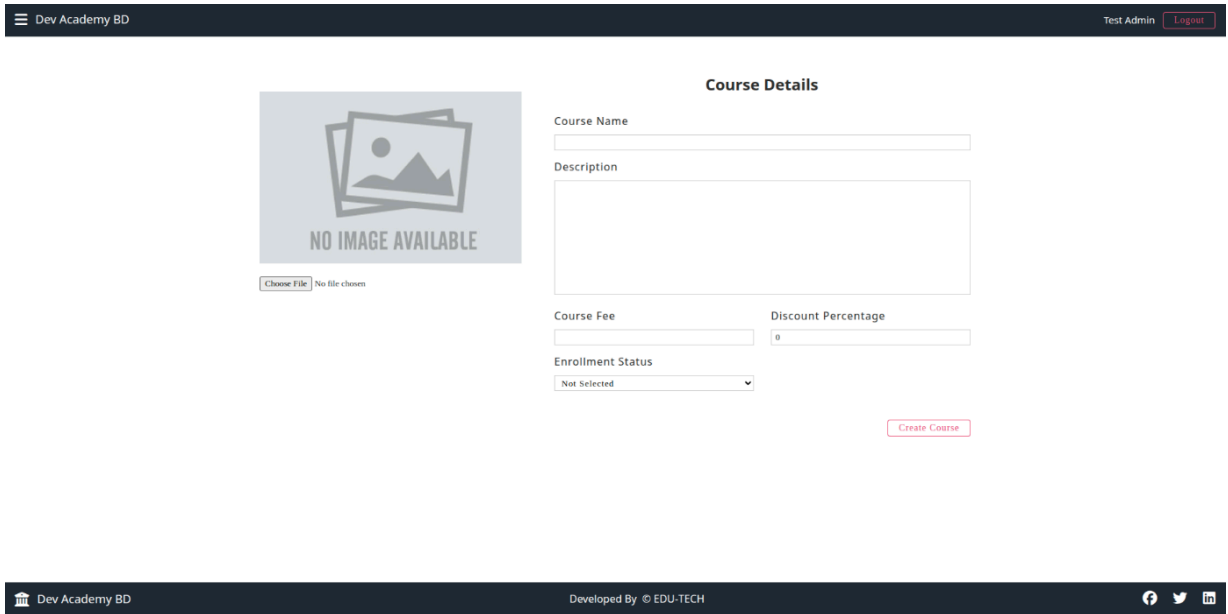 Dev Academy BD
Test Admin Logout
Course Details
NO IMAGE AVAILABLE
Choose File No file chosen
Course Name
Description
Course Fee Discount Percentage
0
Enrollment Status
Not Selected
Create Course
Dev Academy BD Developed By © EDU-TECH